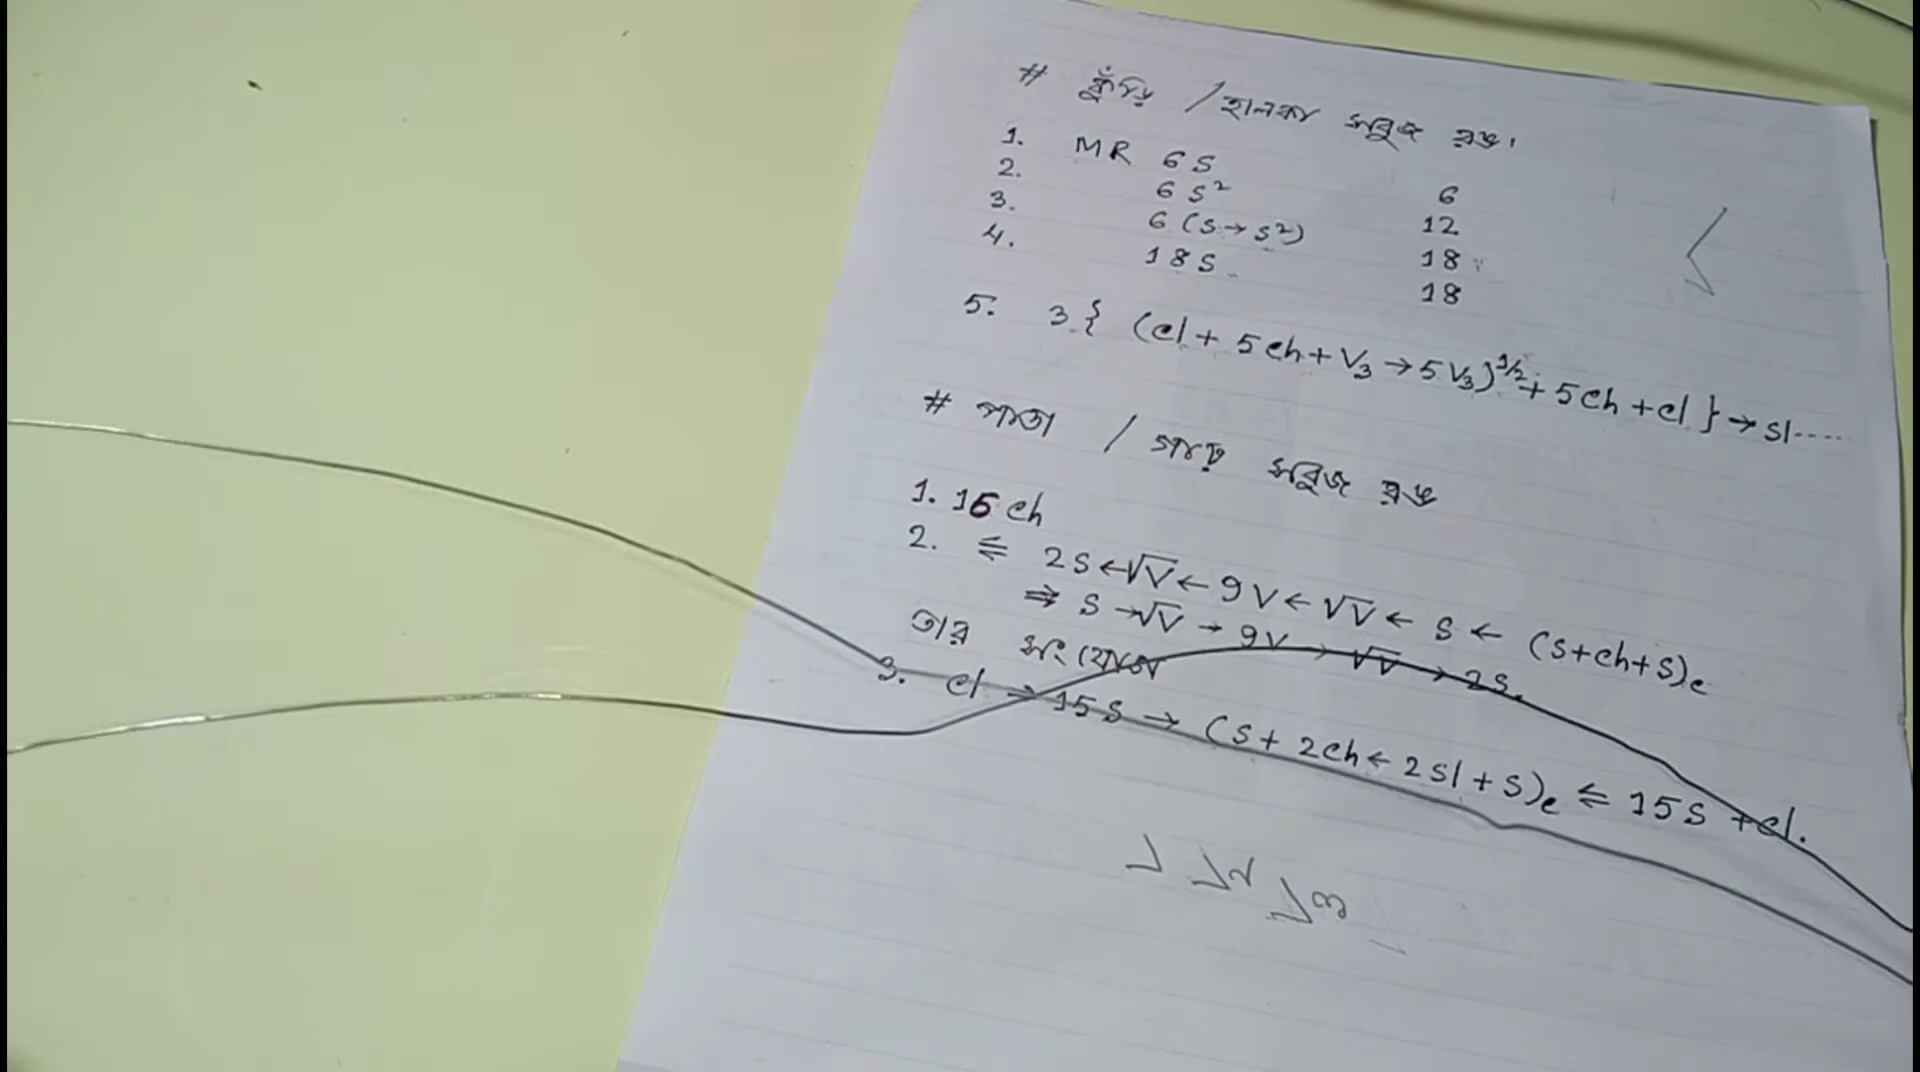 # কুঁড়ি / হালকা সবুজ রঙ।
1. MR 6S 6
2. 6S² 12
3. 6(S→S²) 18
4. 18S 18
5. 3{(cl+5ch+V₃→5V₃)^½+5ch+cl}→sl....
# পাতা / গাঢ় সবুজ রঙ
1. 15ch
2. ⇐ 2S←√V←9V←√V←S←(S+ch+S)e
⇒ S→√V→9V→√V→2S.
তার সংযোজন
3. cl→15S→(S+2ch←2sl+S)e⇐15S+cl.